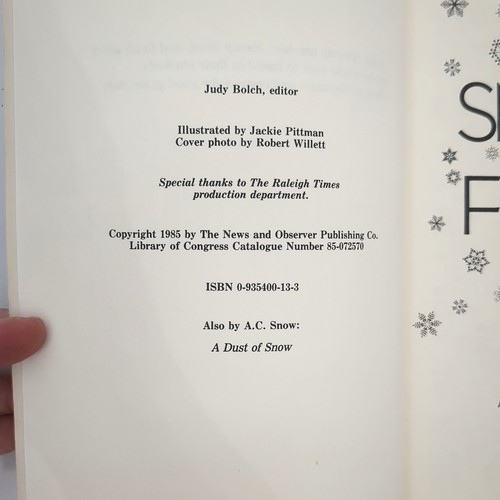 Judy Bolch, editor
Illustrated by Jackie Pittman
Cover photo by Robert Willett
Special thanks to The Raleigh Times
production department.
Copyright 1985 by The News and Observer Publishing Co.
Library of Congress Catalogue Number 85-072570
ISBN 0-935400-13-3
Also by A.C. Snow:
A Dust of Snow